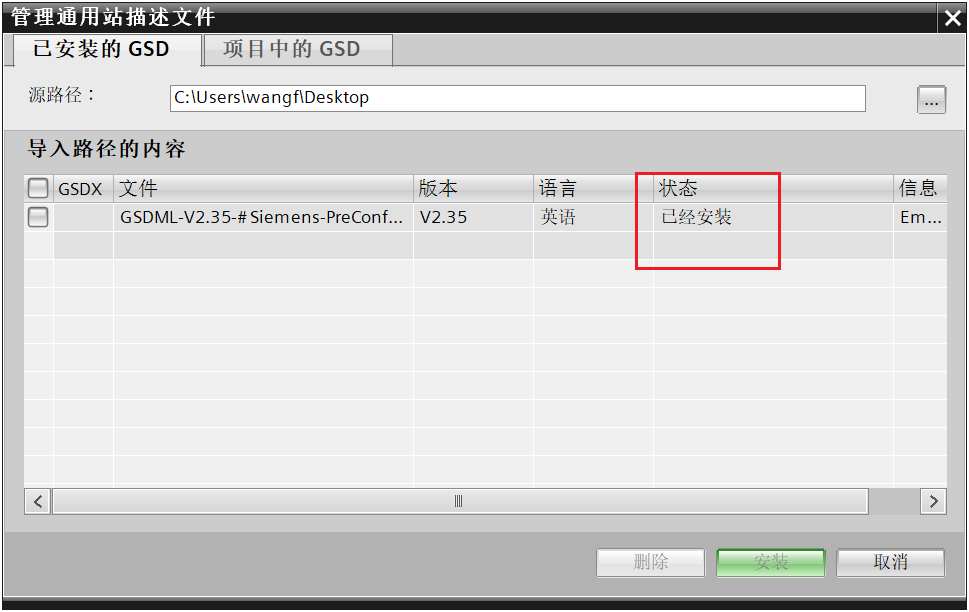 管理通用站描述文件
已安装的 GSD 项目中的 GSD
源路径： C:\Users\wangf\Desktop ...
导入路径的内容
GSDX 文件 版本 语言 状态 信息
GSDML-V2.35-#Siemens-PreConf... V2.35 英语 已经安装 Em...
删除 安装 取消